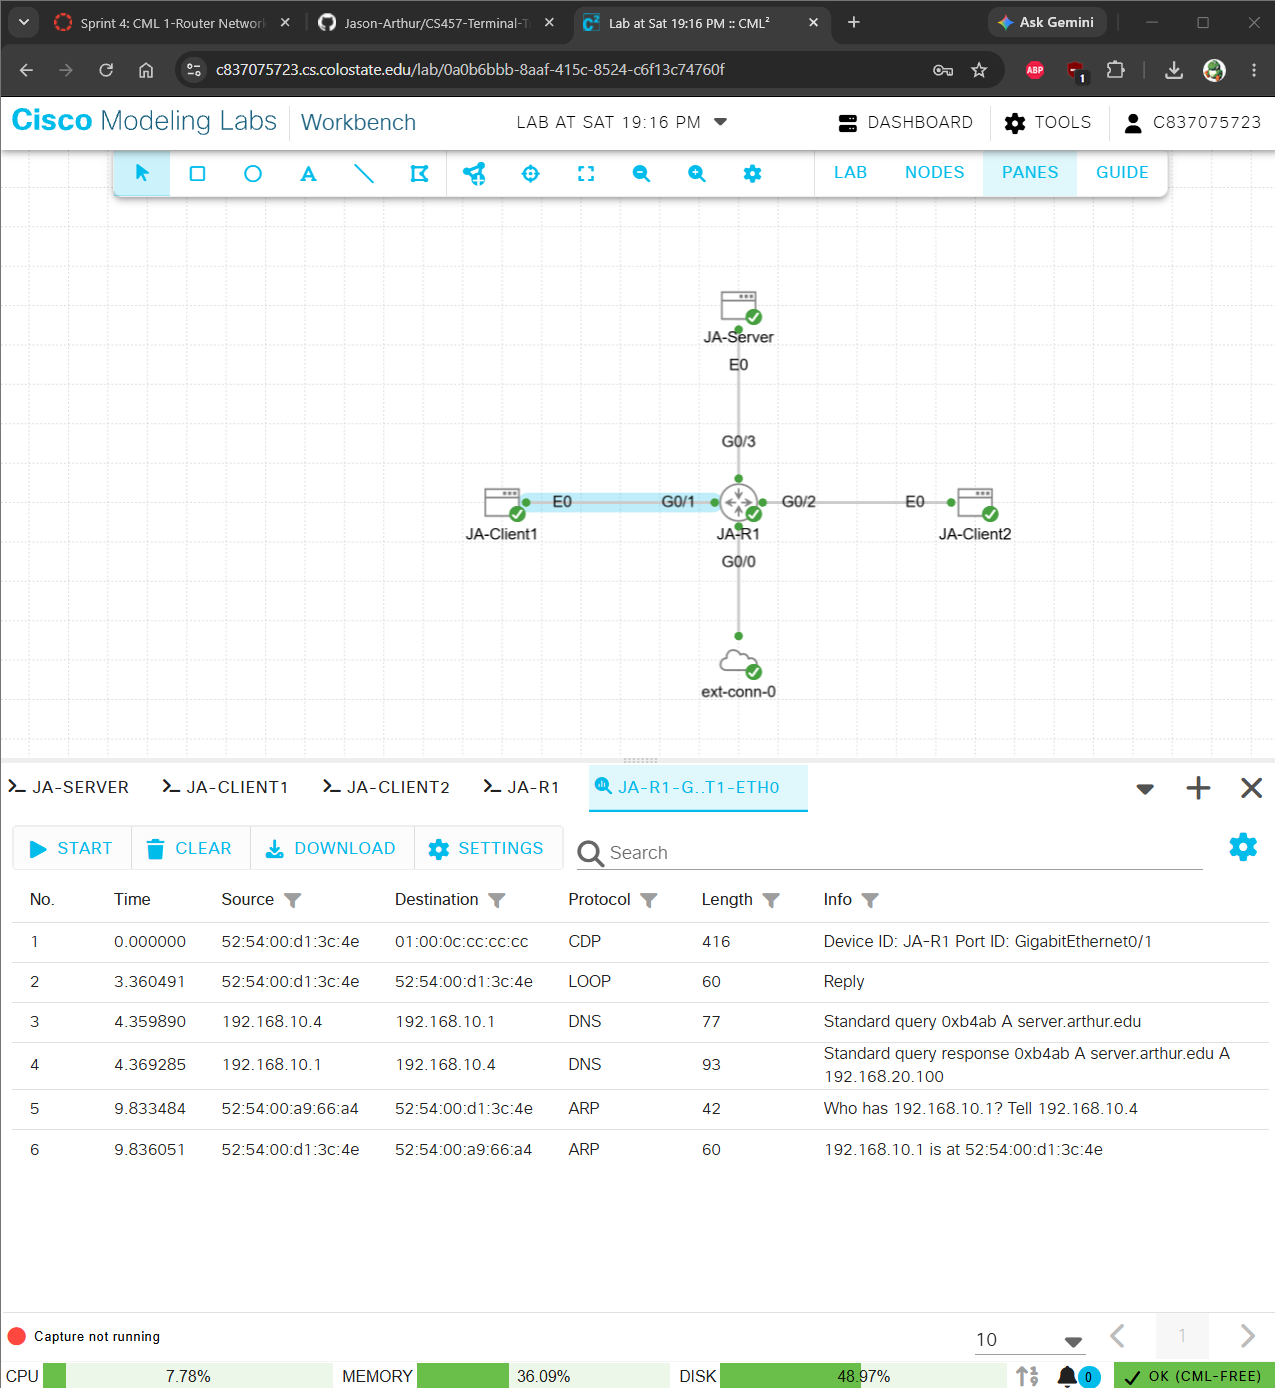 Sprint 4: CML 1-Router Network
Jason-Arthur/CS457-Terminal-T
Lab at Sat 19:16 PM :: CML²
Ask Gemini
c837075723.cs.colostate.edu/lab/0a0b6bbb-8aaf-415c-8524-c6f13c74760f
ABP
1
Cisco Modeling Labs
Workbench
LAB AT SAT 19:16 PM
DASHBOARD
TOOLS
C837075723
A
LAB
NODES
PANES
GUIDE
JA-Server
E0
G0/3
JA-Client1
E0
G0/1
JA-R1
G0/2
E0
JA-Client2
G0/0
ext-conn-0
JA-SERVER
JA-CLIENT1
JA-CLIENT2
JA-R1
JA-R1-G..T1-ETH0
START
CLEAR
DOWNLOAD
SETTINGS
Search
No. Time Source Destination Protocol Length Info
1 0.000000 52:54:00:d1:3c:4e 01:00:0c:cc:cc:cc CDP 416 Device ID: JA-R1 Port ID: GigabitEthernet0/1
2 3.360491 52:54:00:d1:3c:4e 52:54:00:d1:3c:4e LOOP 60 Reply
3 4.359890 192.168.10.4 192.168.10.1 DNS 77 Standard query 0xb4ab A server.arthur.edu
4 4.369285 192.168.10.1 192.168.10.4 DNS 93 Standard query response 0xb4ab A server.arthur.edu A
192.168.20.100
5 9.833484 52:54:00:a9:66:a4 52:54:00:d1:3c:4e ARP 42 Who has 192.168.10.1? Tell 192.168.10.4
6 9.836051 52:54:00:d1:3c:4e 52:54:00:a9:66:a4 ARP 60 192.168.10.1 is at 52:54:00:d1:3c:4e
Capture not running
10
1
CPU 7.78%
MEMORY 36.09%
DISK 48.97%
0
OK (CML-FREE)